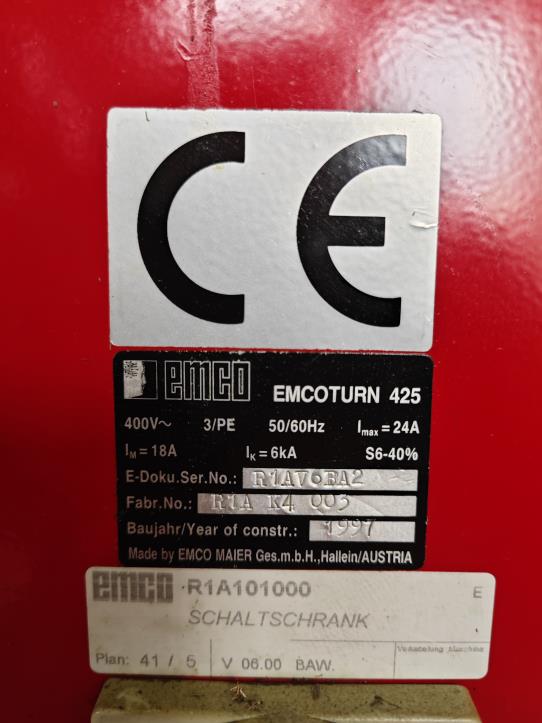 CE
emco EMCOTURN 425
400V~ 3/PE 50/60Hz Imax=24A
IM=18A IK=6kA S6-40%
E-Doku.Ser.No.: R1AV6EA2
Fabr.No.: R1A K4 003
Baujahr/Year of constr.: 1997
Made by EMCO MAIER Ges.m.b.H.,Hallein/AUSTRIA
emco R1A101000 E
SCHALTSCHRANK
Plan: 41 / 5 V 06.00 BAW.